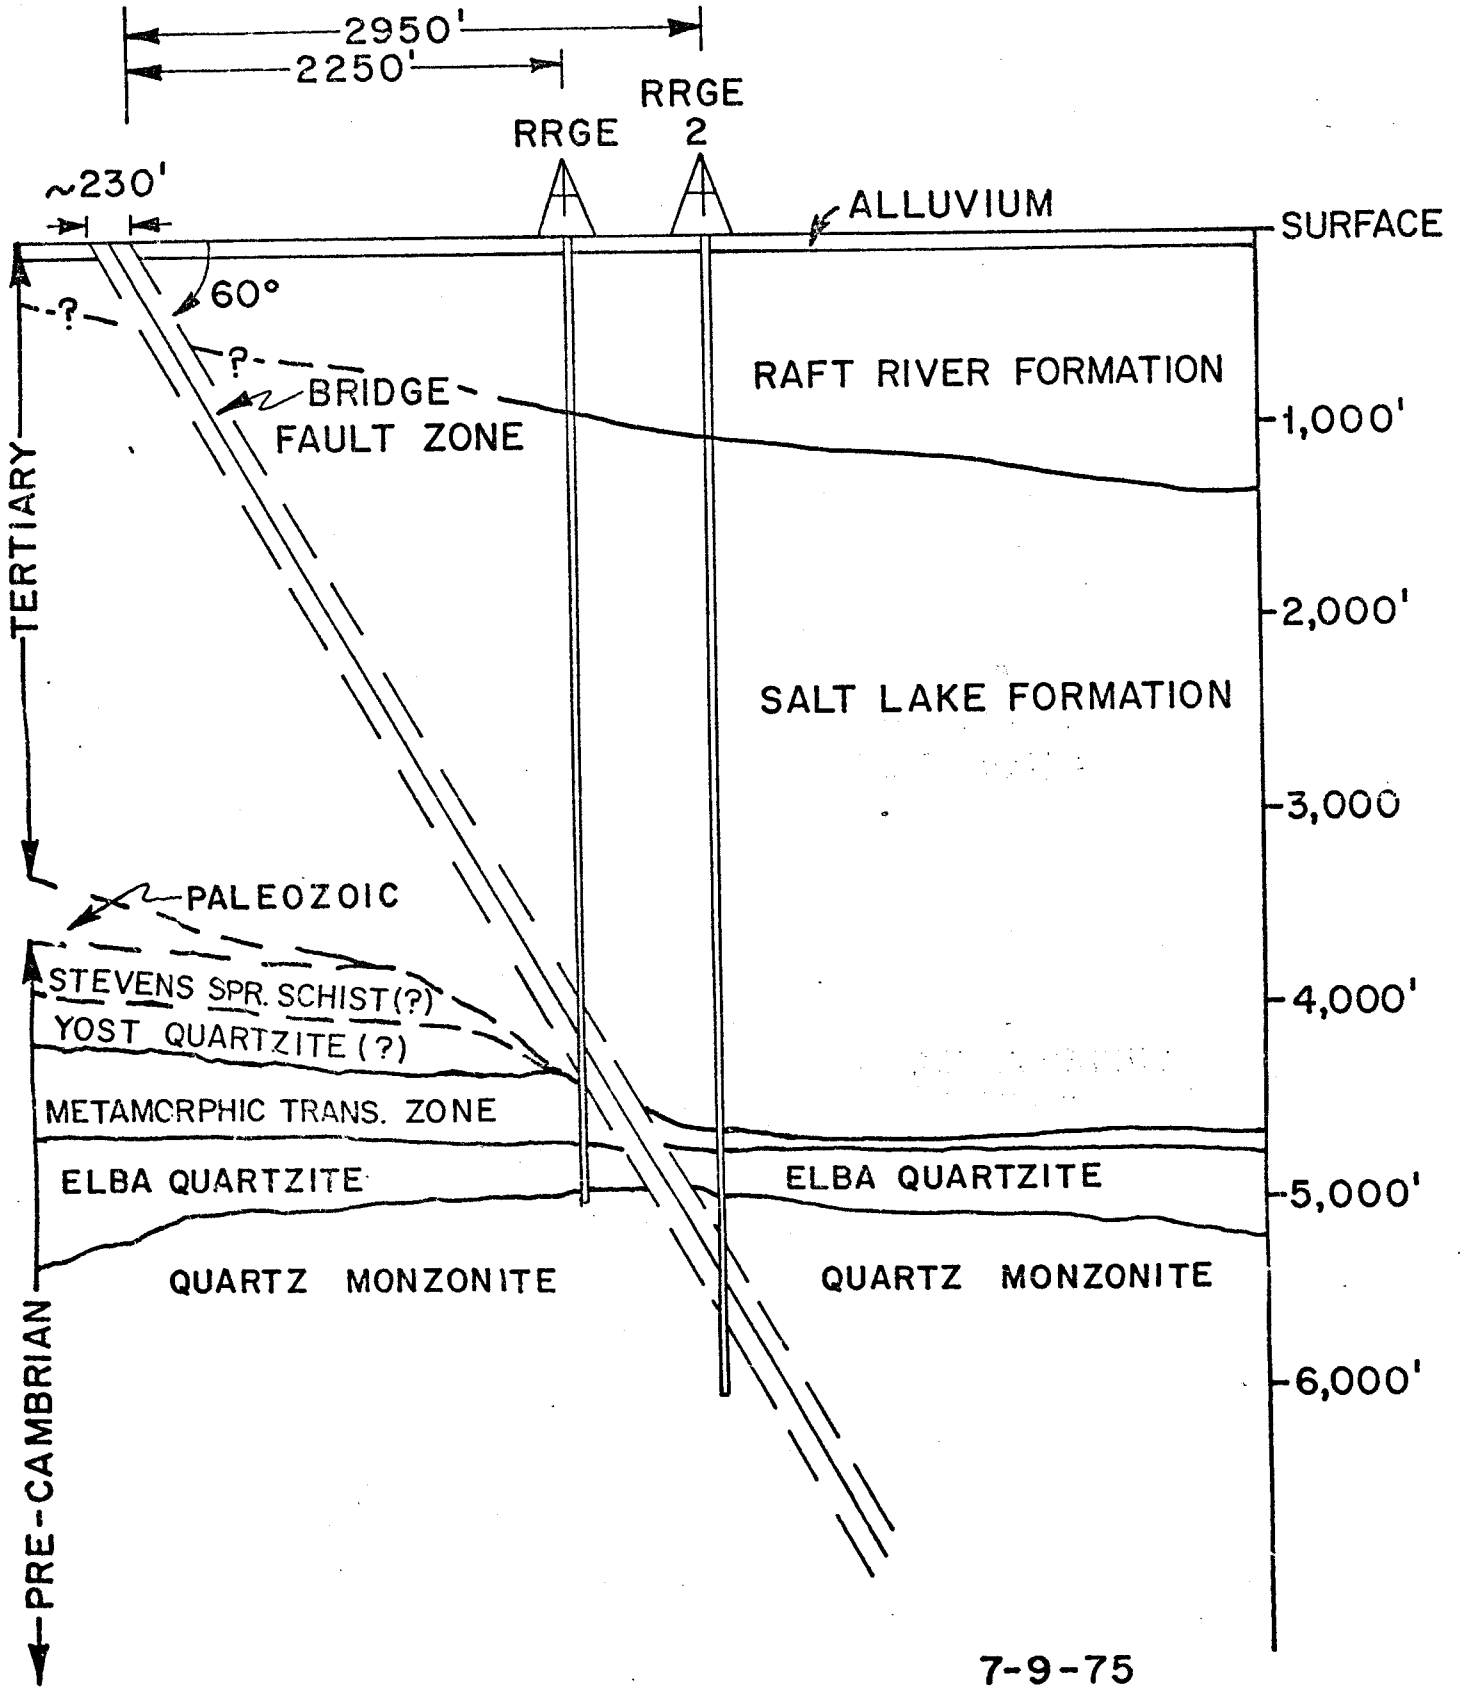 2950'
2250'
RRGE
RRGE
2
~230'
ALLUVIUM
SURFACE
60°
?
?
RAFT RIVER FORMATION
BRIDGE
FAULT ZONE
1,000'
TERTIARY
2,000'
SALT LAKE FORMATION
3,000
PALEOZOIC
STEVENS SPR. SCHIST(?)
4,000'
YOST QUARTZITE (?)
METAMORPHIC TRANS. ZONE
ELBA QUARTZITE
ELBA QUARTZITE
5,000'
QUARTZ MONZONITE
QUARTZ MONZONITE
6,000'
PRE-CAMBRIAN
7-9-75